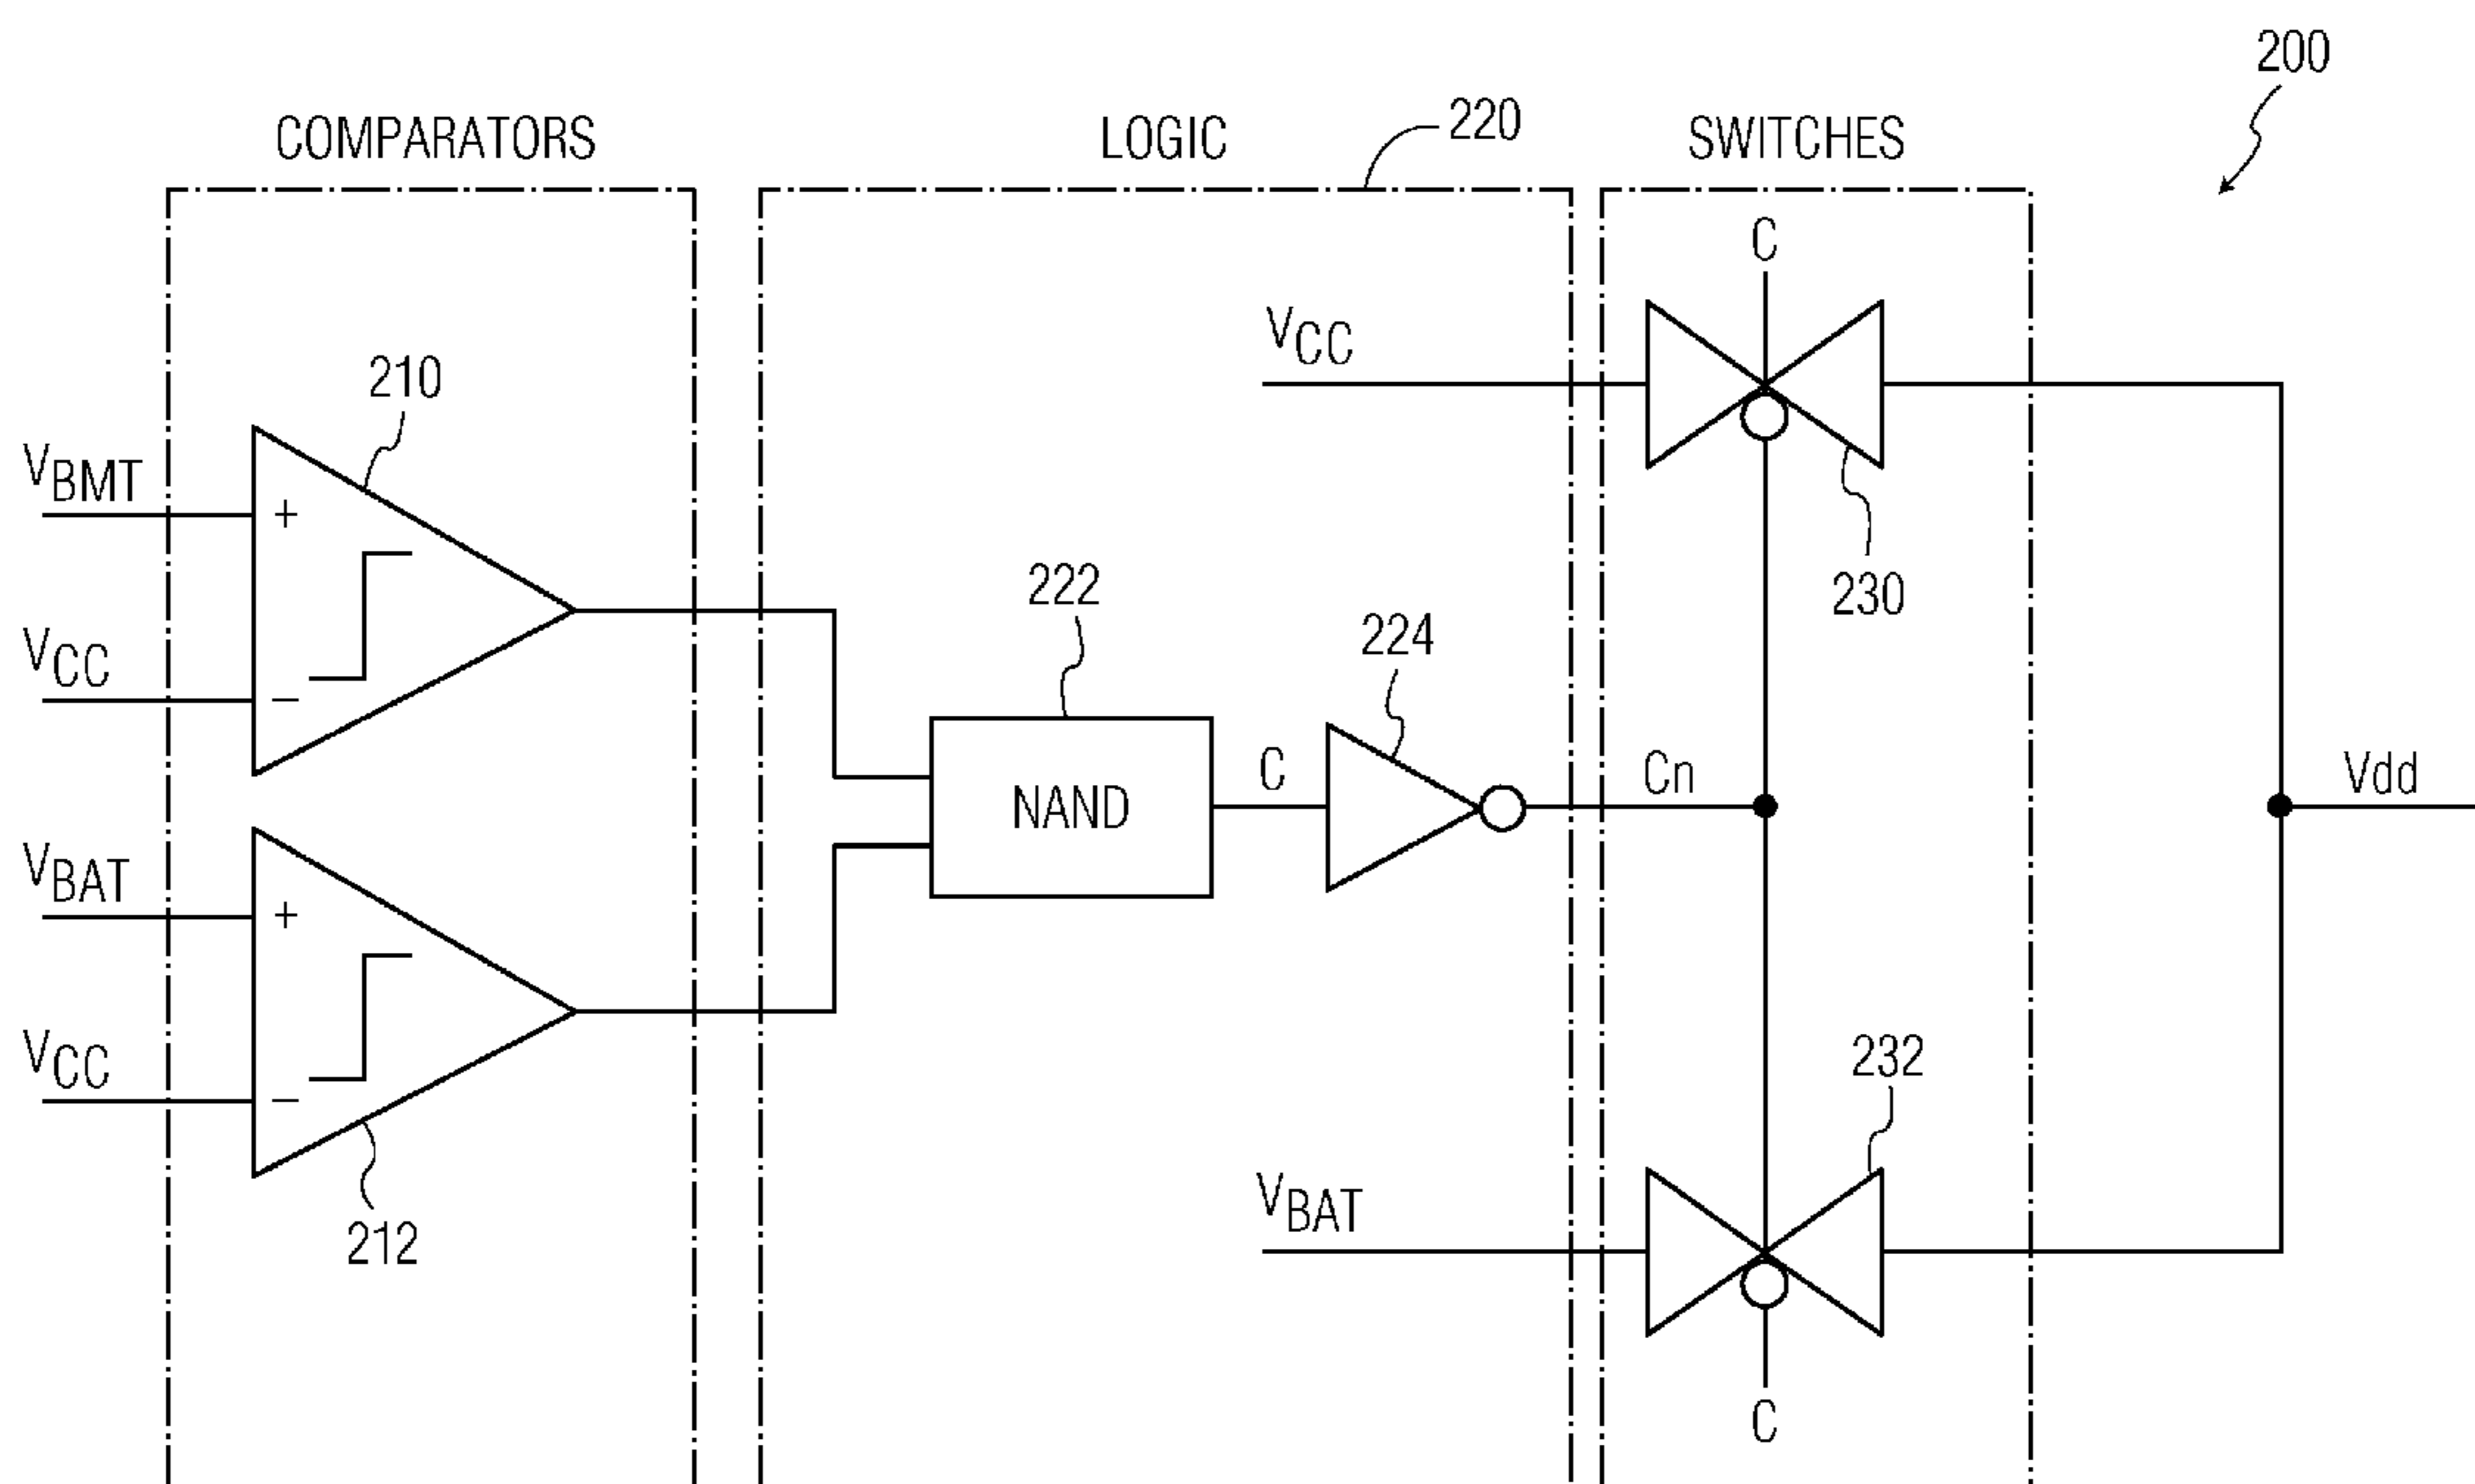 200
COMPARATORS
LOGIC
220
SWITCHES
C
VCC
210
VBMT
+
222
230
224
VCC
−
NAND
C
Cn
Vdd
VBAT
+
VCC
−
232
212
VBAT
C